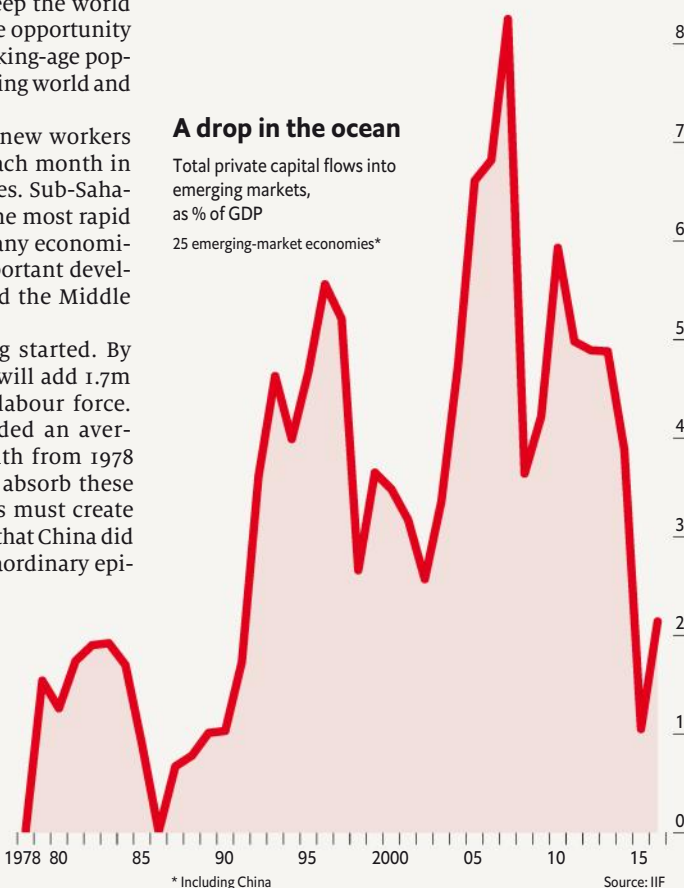 eep the world
e opportunity
king-age pop-
ing world and
new workers
ach month in
es. Sub-Saha-
ne most rapid
any economi-
portant devel-
d the Middle
g started. By
will add 1.7m
labour force.
ded an aver-
th from 1978
absorb these
s must create
that China did
aordinary epi-
A drop in the ocean
Total private capital flows into
emerging markets,
as % of GDP
25 emerging-market economies*
8
7
6
5
4
3
2
1
0
1978 80 85 90 95 2000 05 10 15
* Including China
Source: IIF